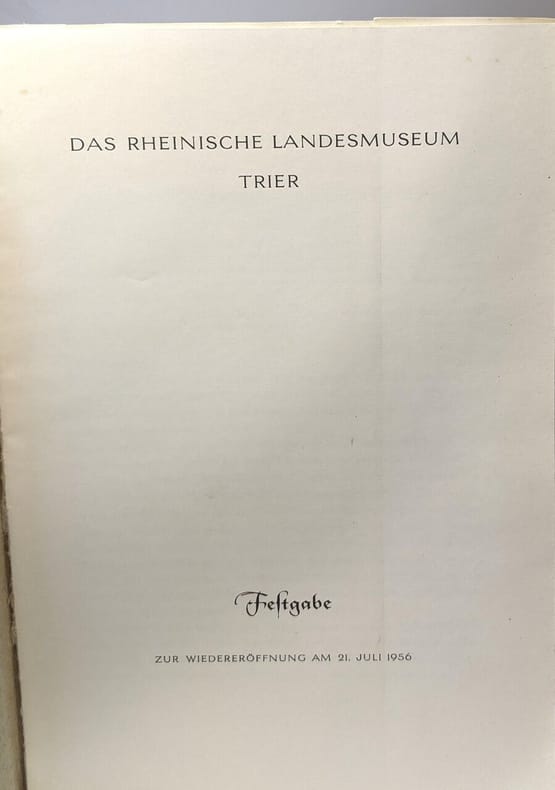 DAS RHEINISCHE LANDESMUSEUM
TRIER
Feſtgabe
ZUR WIEDERERÖFFNUNG AM 21. JULI 1956